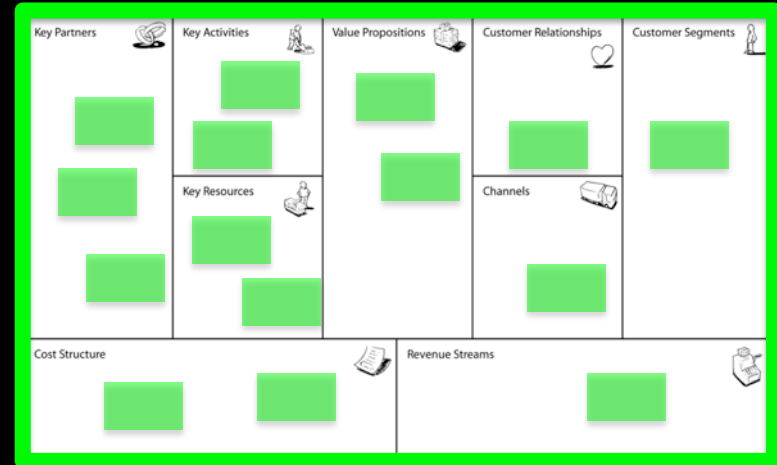 Key Partners
Key Activities
Value Propositions
Customer Relationships
Customer Segments
Key Resources
Channels
Cost Structure
Revenue Streams